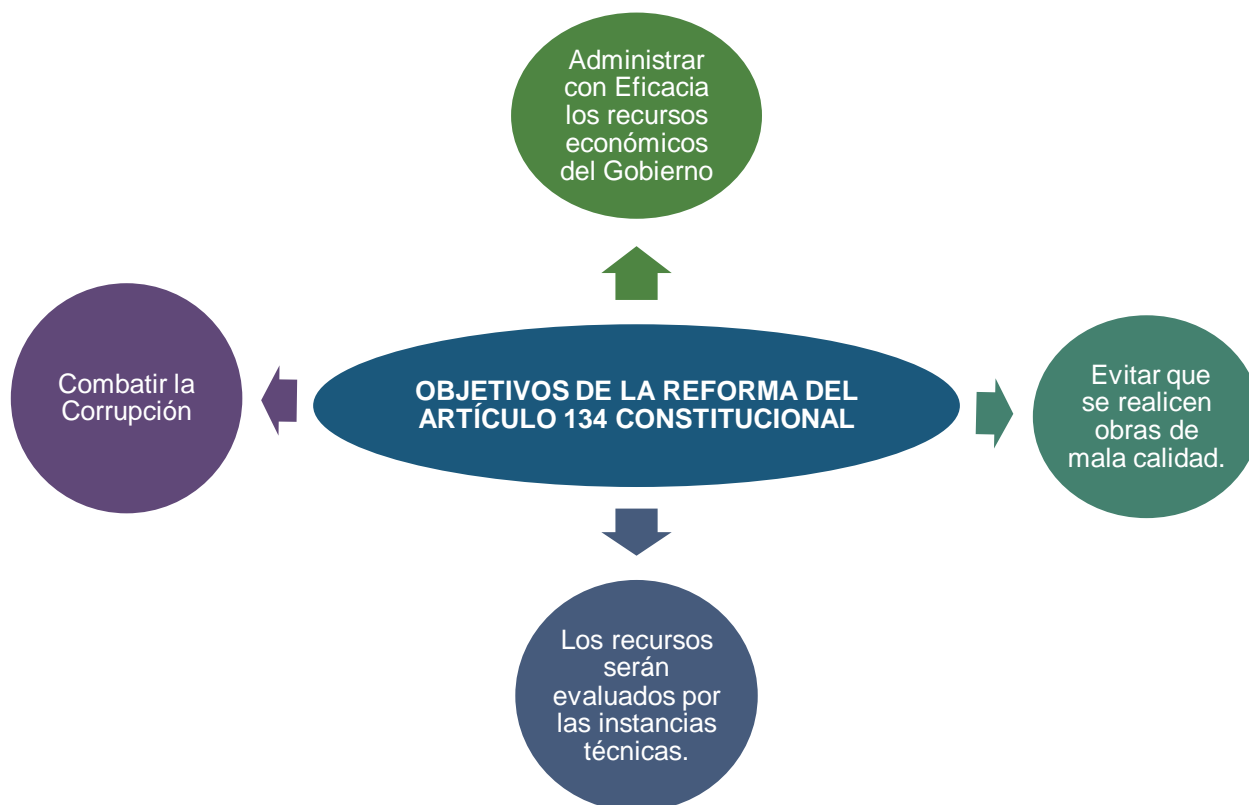 Administrar
con Eficacia
los recursos
económicos
del Gobierno
Combatir la
Corrupción
OBJETIVOS DE LA REFORMA DEL
ARTÍCULO 134 CONSTITUCIONAL
Evitar que
se realicen
obras de
mala calidad.
Los recursos
serán
evaluados por
las instancias
técnicas.